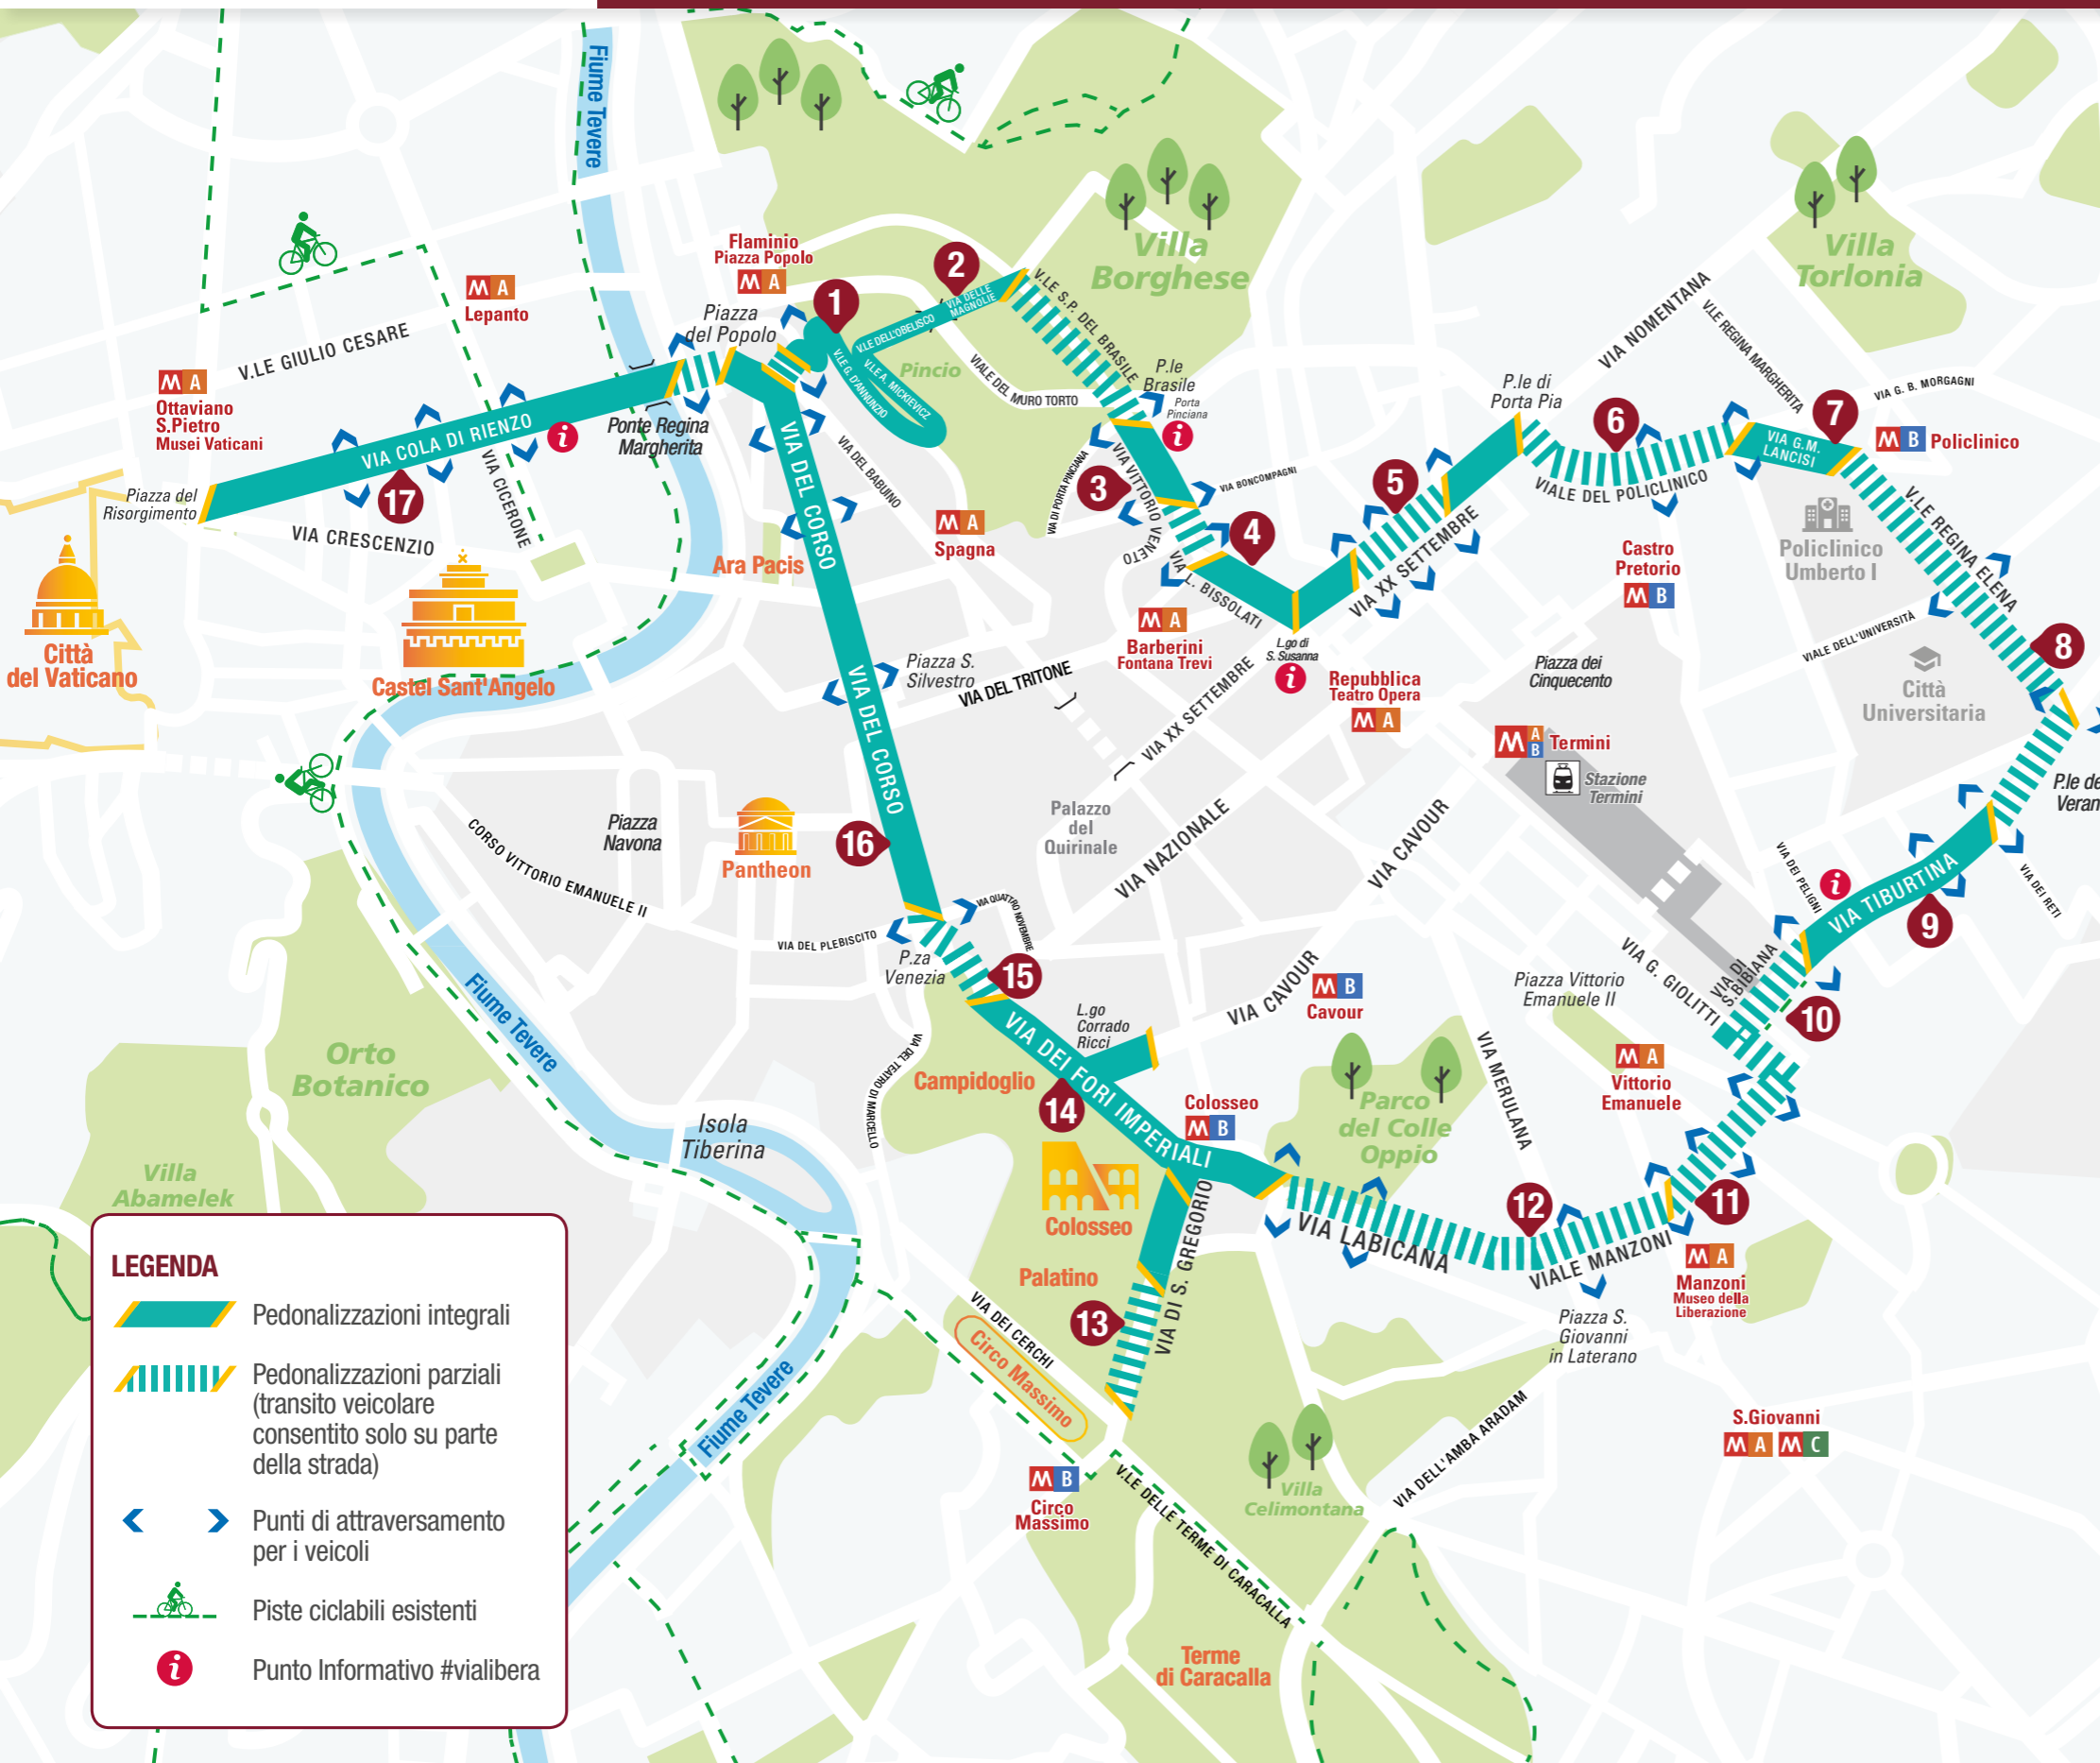 Fiume Tevere
Villa
Borghese
Villa
Torlonia
Flaminio
Piazza Popolo
M A
M A
Lepanto
Piazza
del Popolo
1
2
V.LE DELL'OBELISCO
VIA DELLE
MAGNOLIE
V.LE G. D'ANNUNZIO
V.LE A. MICKIEVICZ
Pincio
V.LE S.P. DEL BRASILE
VIALE DEL MURO TORTO
P.le
Brasile
Porta
Pinciana
i
V.LE GIULIO CESARE
M A
Ottaviano
S.Pietro
Musei Vaticani
VIA COLA DI RIENZO
i
17
Ponte Regina
Margherita
Piazza del
Risorgimento
VIA CRESCENZIO
VIA CICERONE
VIA DEL CORSO
VIA DEL BABUINO
VIA DI PORTA PINCIANA
3
VIA VITTORIO VENETO
VIA BONCOMPAGNI
4
5
P.le di
Porta Pia
VIA NOMENTANA
V.LE REGINA MARGHERITA
6
7
VIA G. B. MORGAGNI
VIA G.M.
LANCISI
M B Policlinico
VIALE DEL POLICLINICO
VIA XX SETTEMBRE
Policlinico
Umberto I
V.LE REGINA ELENA
Castro
Pretorio
M B
VIALE DELL'UNIVERSITÀ
Città
Universitaria
8
P.le de
Veran
M A
Spagna
Ara Pacis
VIA L. BISSOLATI
M A
Barberini
Fontana Trevi
L.go di
S. Susanna
i
Repubblica
Teatro Opera
M A
Piazza dei
Cinquecento
M A B Termini
Stazione
Termini
Città
del Vaticano
Castel Sant'Angelo
Piazza S.
Silvestro
VIA DEL TRITONE
VIA XX SETTEMBRE
VIA DEL CORSO
Piazza
Navona
Pantheon
16
Palazzo
del
Quirinale
VIA NAZIONALE
VIA CAVOUR
CORSO VITTORIO EMANUELE II
VIA DEL PLEBISCITO
VIA QUATTRO NOVEMBRE
P.za
Venezia
15
VIA DEI PELIGNI
i
VIA TIBURTINA
9
VIA DEI RETI
VIA G. GIOLITTI
VIA DI
S.BIBIANA
10
Piazza Vittorio
Emanuele II
Fiume Tevere
Orto
Botanico
VIA DEL TEATRO DI MARCELLO
Campidoglio
L.go
Corrado
Ricci
VIA CAVOUR
M B
Cavour
VIA DEI FORI IMPERIALI
14
Colosseo
M B
Parco
del Colle
Oppio
VIA MERULANA
M A
Vittorio
Emanuele
Isola
Tiberina
Villa
Abamelek
Colosseo
Palatino
13
VIA DI S. GREGORIO
VIA LABICANA
12
VIALE MANZONI
11
M A
Manzoni
Museo della
Liberazione
Piazza S.
Giovanni
in Laterano
VIA DEI CERCHI
Circo Massimo
Fiume Tevere
M B
Circo
Massimo
V.LE DELLE TERME DI CARACALLA
Villa
Celimontana
VIA DELL'AMBA ARADAM
S.Giovanni
M A M C
Terme
di Caracalla
LEGENDA
Pedonalizzazioni integrali
Pedonalizzazioni parziali
(transito veicolare
consentito solo su parte
della strada)
Punti di attraversamento
per i veicoli
Piste ciclabili esistenti
i Punto Informativo #vialibera